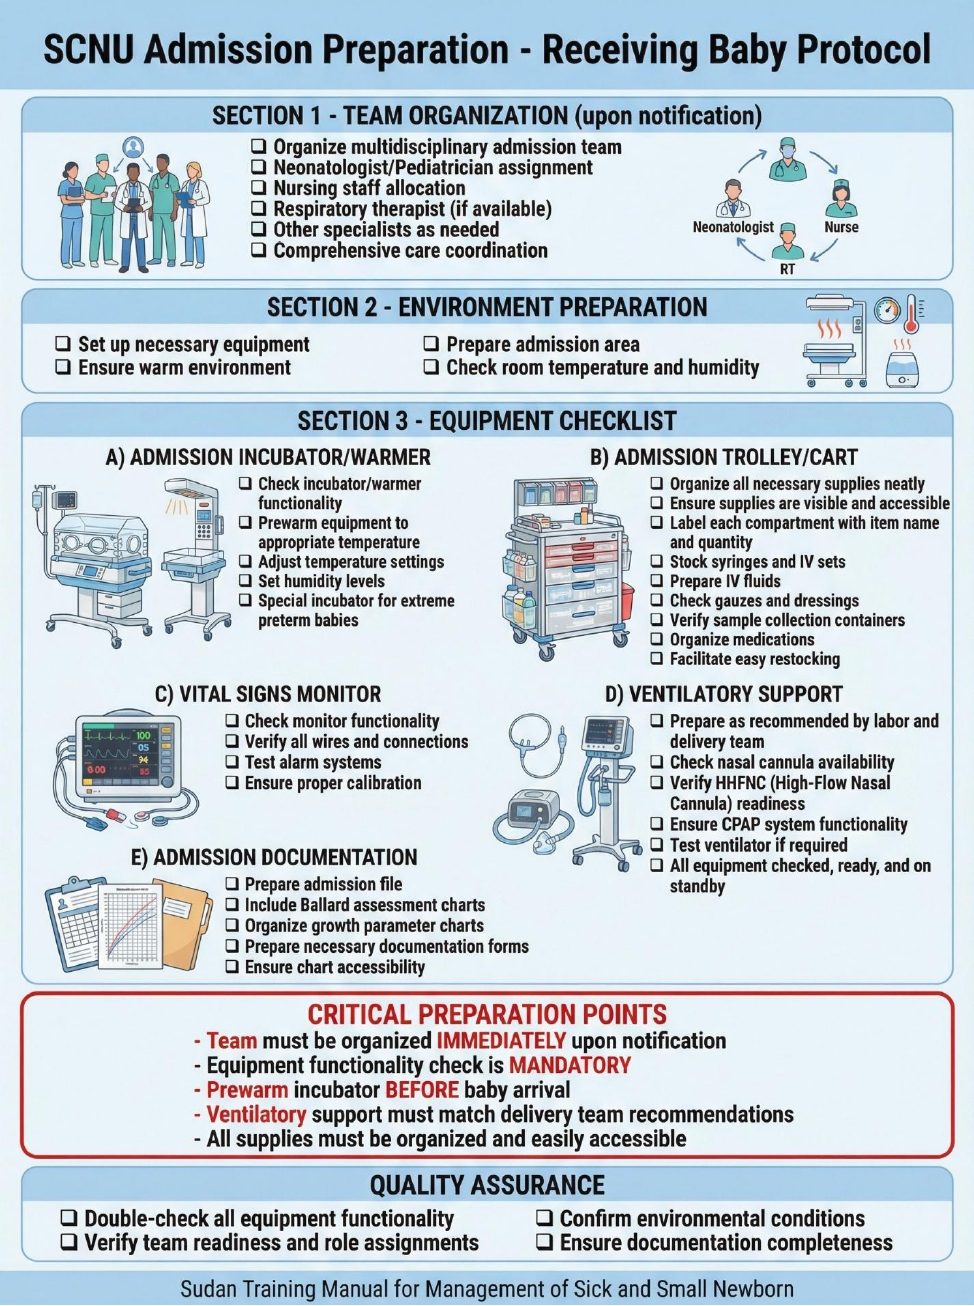 SCNU Admission Preparation - Receiving Baby Protocol
SECTION 1 - TEAM ORGANIZATION (upon notification)
☐ Organize multidisciplinary admission team
☐ Neonatologist/Pediatrician assignment
☐ Nursing staff allocation
☐ Respiratory therapist (if available)
☐ Other specialists as needed
☐ Comprehensive care coordination
Neonatologist
Nurse
RT
SECTION 2 - ENVIRONMENT PREPARATION
☐ Set up necessary equipment
☐ Ensure warm environment
☐ Prepare admission area
☐ Check room temperature and humidity
SECTION 3 - EQUIPMENT CHECKLIST
A) ADMISSION INCUBATOR/WARMER
☐ Check incubator/warmer
functionality
☐ Prewarm equipment to
appropriate temperature
☐ Adjust temperature settings
☐ Set humidity levels
☐ Special incubator for extreme
preterm babies
B) ADMISSION TROLLEY/CART
☐ Organize all necessary supplies neatly
☐ Ensure supplies are visible and accessible
☐ Label each compartment with item name
and quantity
☐ Stock syringes and IV sets
☐ Prepare IV fluids
☐ Check gauzes and dressings
☐ Verify sample collection containers
☐ Organize medications
☐ Facilitate easy restocking
C) VITAL SIGNS MONITOR
100
05
94
☐ Check monitor functionality
☐ Verify all wires and connections
☐ Test alarm systems
☐ Ensure proper calibration
D) VENTILATORY SUPPORT
☐ Prepare as recommended by labor and
delivery team
☐ Check nasal cannula availability
☐ Verify HHFNC (High-Flow Nasal
Cannula) readiness
☐ Ensure CPAP system functionality
☐ Test ventilator if required
☐ All equipment checked, ready, and on
standby
E) ADMISSION DOCUMENTATION
☐ Prepare admission file
☐ Include Ballard assessment charts
☐ Organize growth parameter charts
☐ Prepare necessary documentation forms
☐ Ensure chart accessibility
CRITICAL PREPARATION POINTS
- Team must be organized IMMEDIATELY upon notification
- Equipment functionality check is MANDATORY
- Prewarm incubator BEFORE baby arrival
- Ventilatory support must match delivery team recommendations
- All supplies must be organized and easily accessible
QUALITY ASSURANCE
☐ Double-check all equipment functionality
☐ Verify team readiness and role assignments
☐ Confirm environmental conditions
☐ Ensure documentation completeness
Sudan Training Manual for Management of Sick and Small Newborn